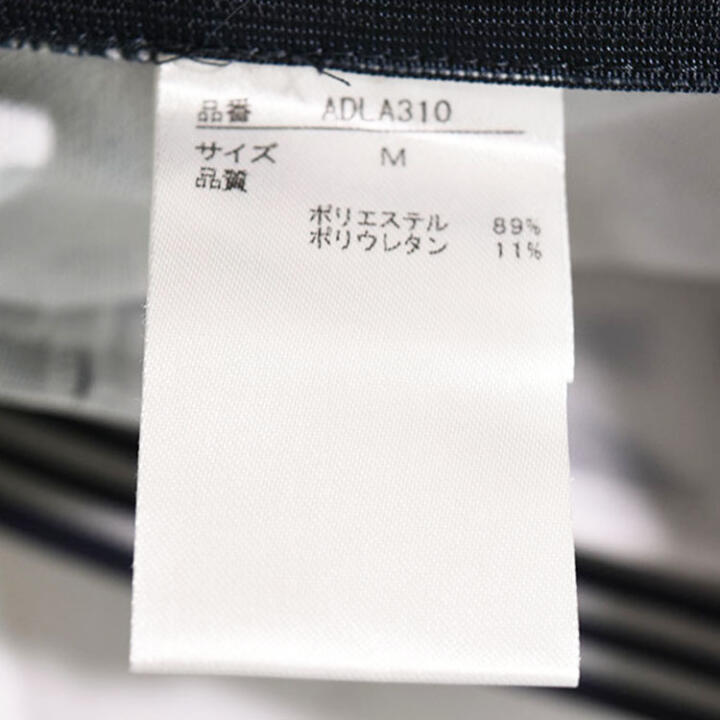 品番 ADLA310
サイズ M
品質
ポリエステル 89%
ポリウレタン 11%